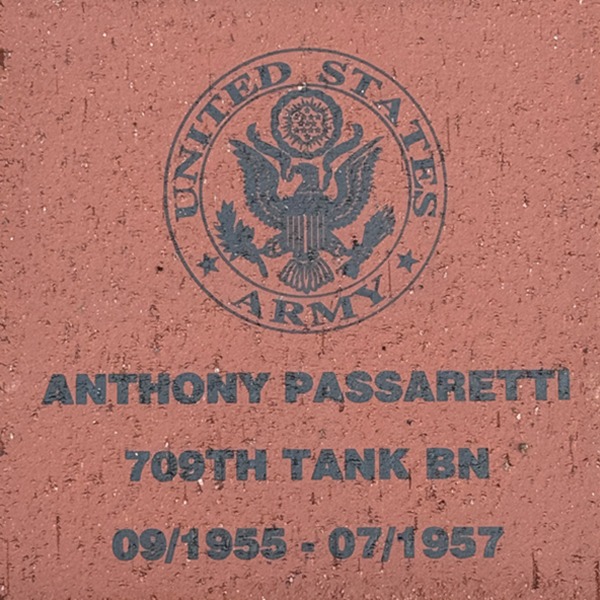 UNITED STATES
ARMY
ANTHONY PASSARETTI
709TH TANK BN
09/1955 - 07/1957